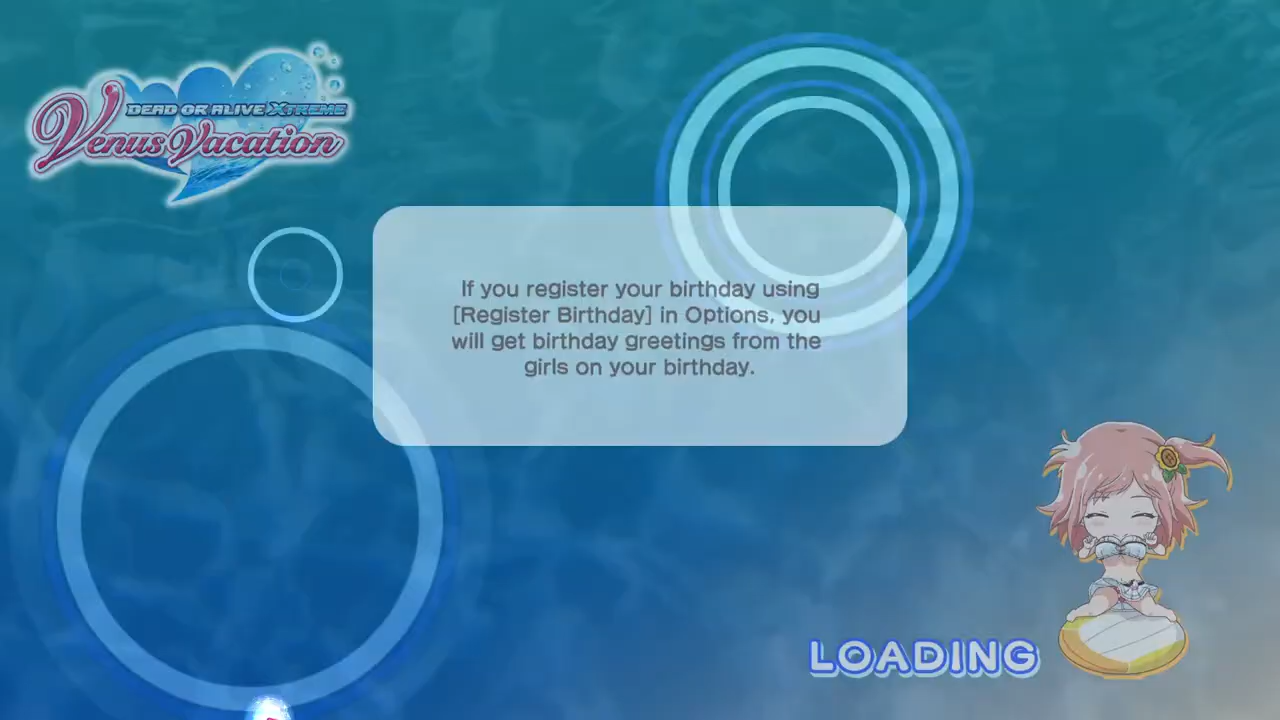 DEAD OR ALIVE XTREME
Venus Vacation
If you register your birthday using
[Register Birthday] in Options, you
will get birthday greetings from the
girls on your birthday.
LOADING